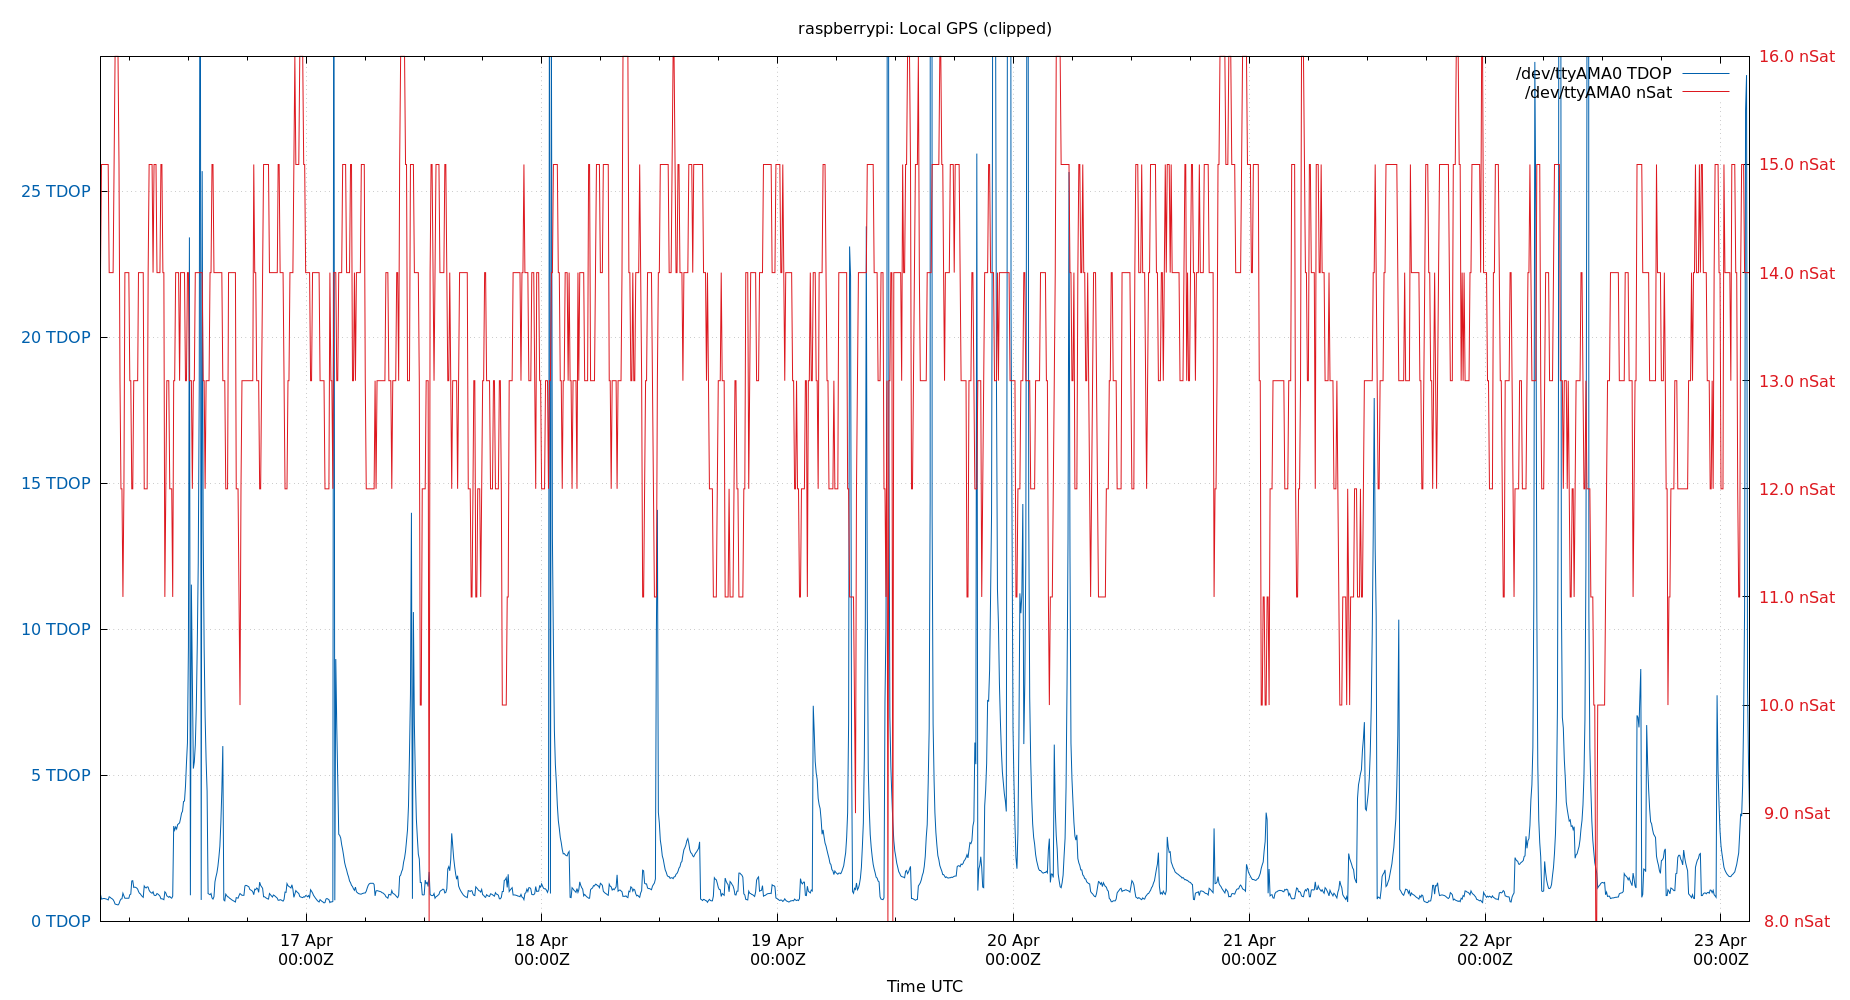 raspberrypi: Local GPS (clipped)
/dev/ttyAMA0 TDOP
/dev/ttyAMA0 nSat
25 TDOP
20 TDOP
15 TDOP
10 TDOP
5 TDOP
0 TDOP
16.0 nSat
15.0 nSat
14.0 nSat
13.0 nSat
12.0 nSat
11.0 nSat
10.0 nSat
9.0 nSat
8.0 nSat
17 Apr
00:00Z
18 Apr
00:00Z
19 Apr
00:00Z
20 Apr
00:00Z
21 Apr
00:00Z
22 Apr
00:00Z
23 Apr
00:00Z
Time UTC